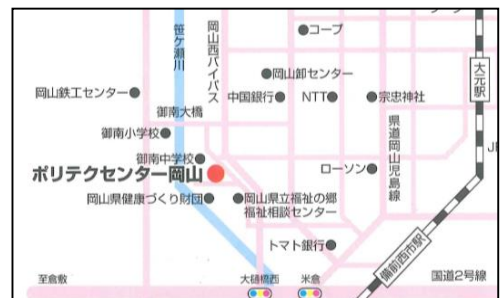 コープ
笹ヶ瀬川
岡山西バイパス
岡山卸センター
大元駅
岡山鉄工センター
中国銀行
NTT
宗忠神社
御南大橋
御南小学校
県道岡山児島線
御南中学校
ローソン
ポリテクセンター岡山
岡山県健康づくり財団
岡山県立福祉の郷
福祉相談センター
トマト銀行
備前西市駅
至倉敷
大樋橋西
米倉
国道2号線